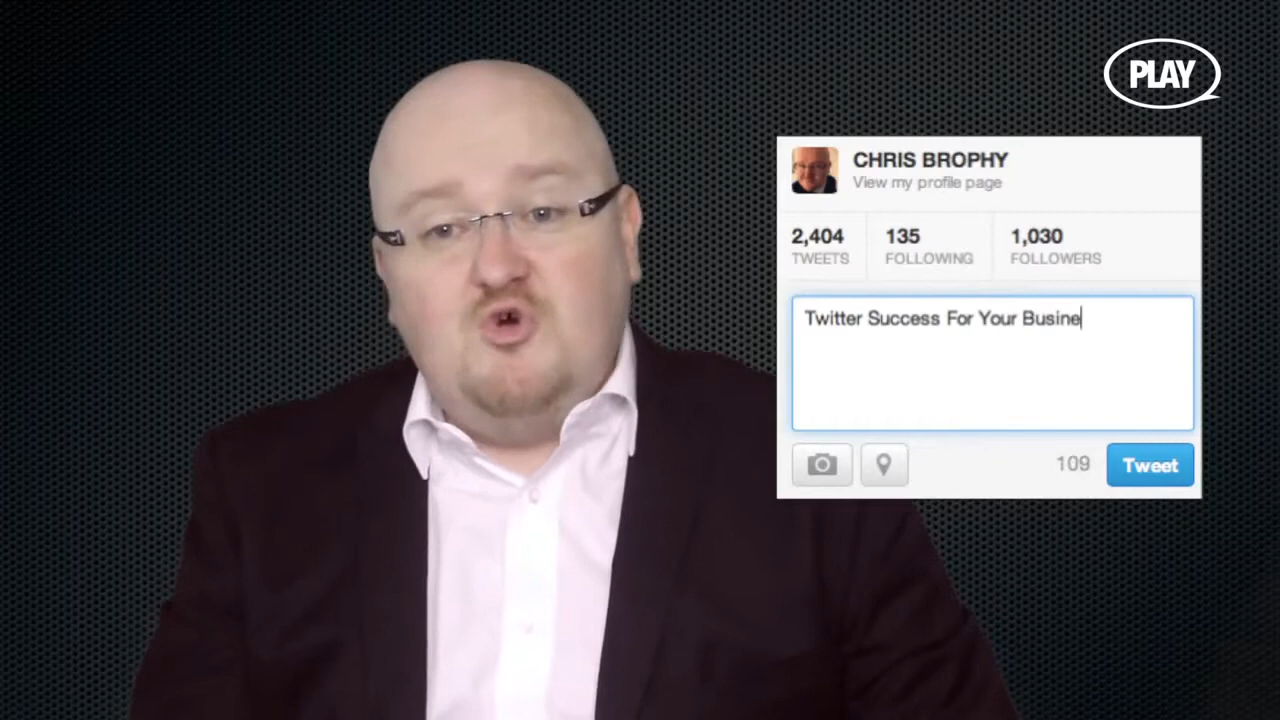 PLAY
CHRIS BROPHY
View my profile page
2,404 135 1,030
TWEETS FOLLOWING FOLLOWERS
Twitter Success For Your Busine
109 Tweet